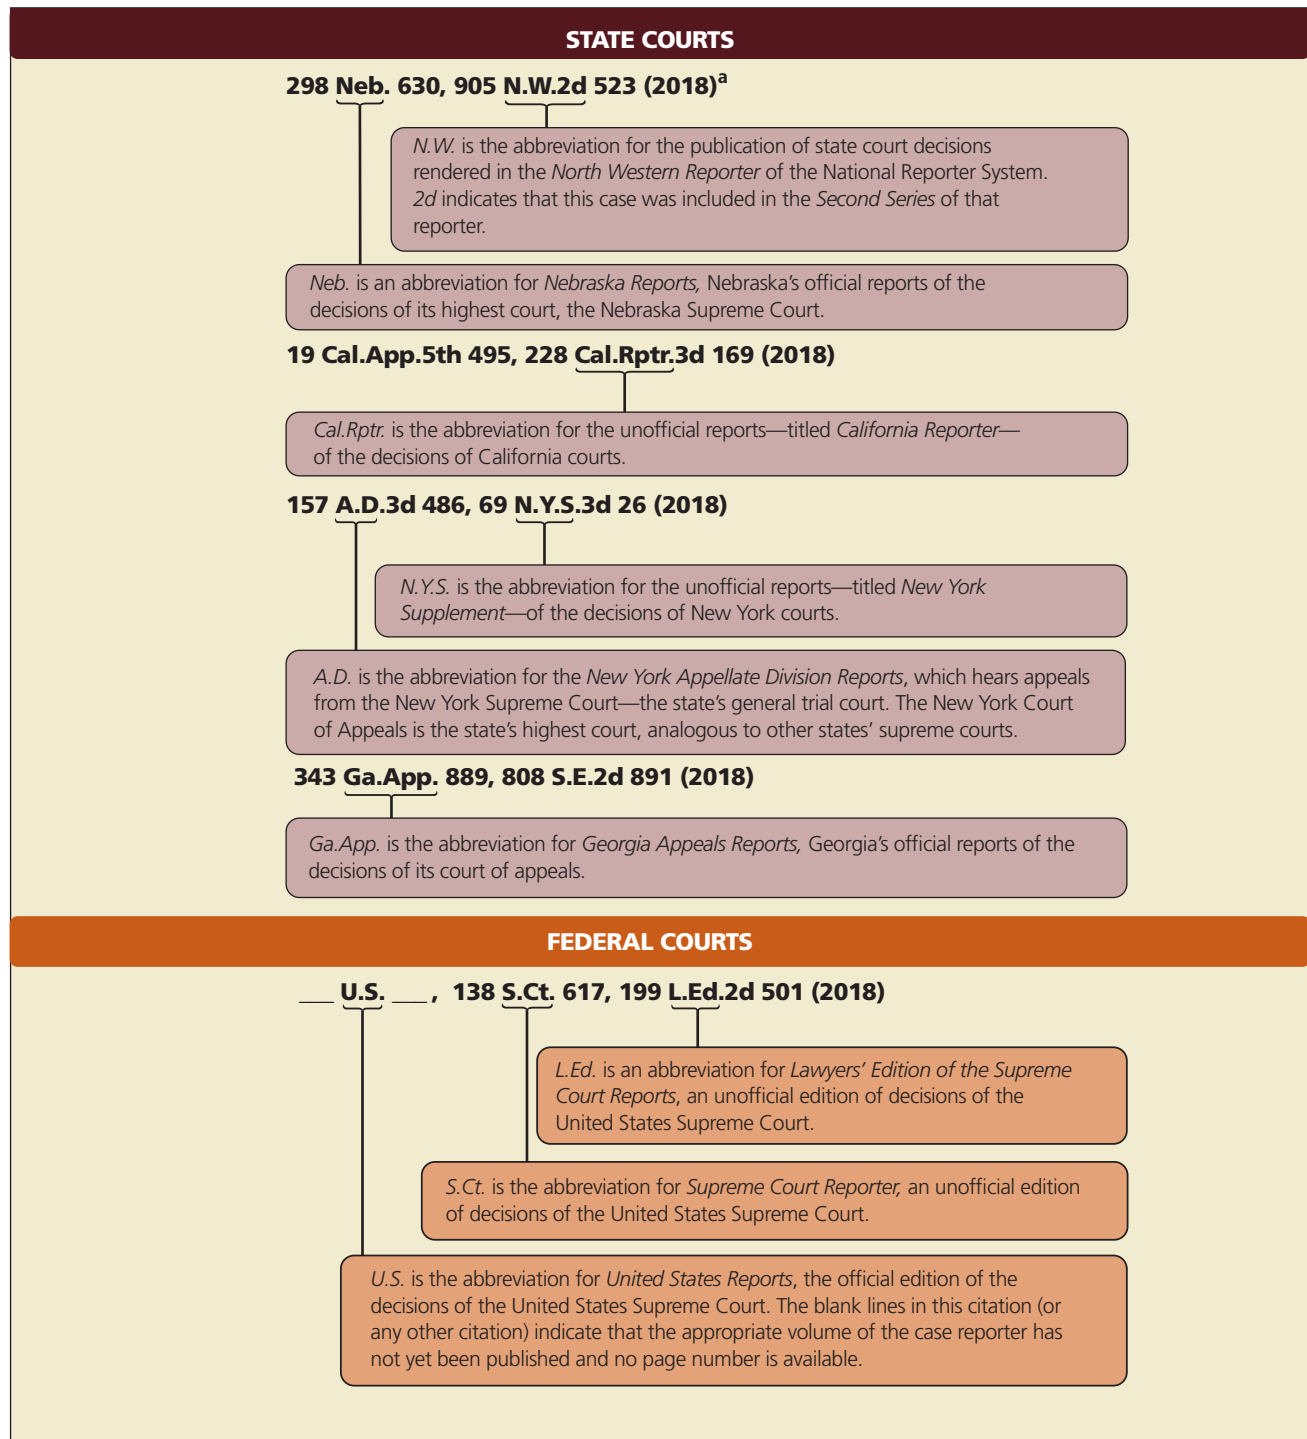 STATE COURTS
298 Neb. 630, 905 N.W.2d 523 (2018)a
N.W. is the abbreviation for the publication of state court decisions
rendered in the North Western Reporter of the National Reporter System.
2d indicates that this case was included in the Second Series of that
reporter.
Neb. is an abbreviation for Nebraska Reports, Nebraska’s official reports of the
decisions of its highest court, the Nebraska Supreme Court.
19 Cal.App.5th 495, 228 Cal.Rptr.3d 169 (2018)
Cal.Rptr. is the abbreviation for the unofficial reports—titled California Reporter—
of the decisions of California courts.
157 A.D.3d 486, 69 N.Y.S.3d 26 (2018)
N.Y.S. is the abbreviation for the unofficial reports—titled New York
Supplement—of the decisions of New York courts.
A.D. is the abbreviation for the New York Appellate Division Reports, which hears appeals
from the New York Supreme Court—the state’s general trial court. The New York Court
of Appeals is the state’s highest court, analogous to other states’ supreme courts.
343 Ga.App. 889, 808 S.E.2d 891 (2018)
Ga.App. is the abbreviation for Georgia Appeals Reports, Georgia’s official reports of the
decisions of its court of appeals.
FEDERAL COURTS
___ U.S. ___, 138 S.Ct. 617, 199 L.Ed.2d 501 (2018)
L.Ed. is an abbreviation for Lawyers’ Edition of the Supreme
Court Reports, an unofficial edition of decisions of the
United States Supreme Court.
S.Ct. is the abbreviation for Supreme Court Reporter, an unofficial edition
of decisions of the United States Supreme Court.
U.S. is the abbreviation for United States Reports, the official edition of the
decisions of the United States Supreme Court. The blank lines in this citation (or
any other citation) indicate that the appropriate volume of the case reporter has
not yet been published and no page number is available.